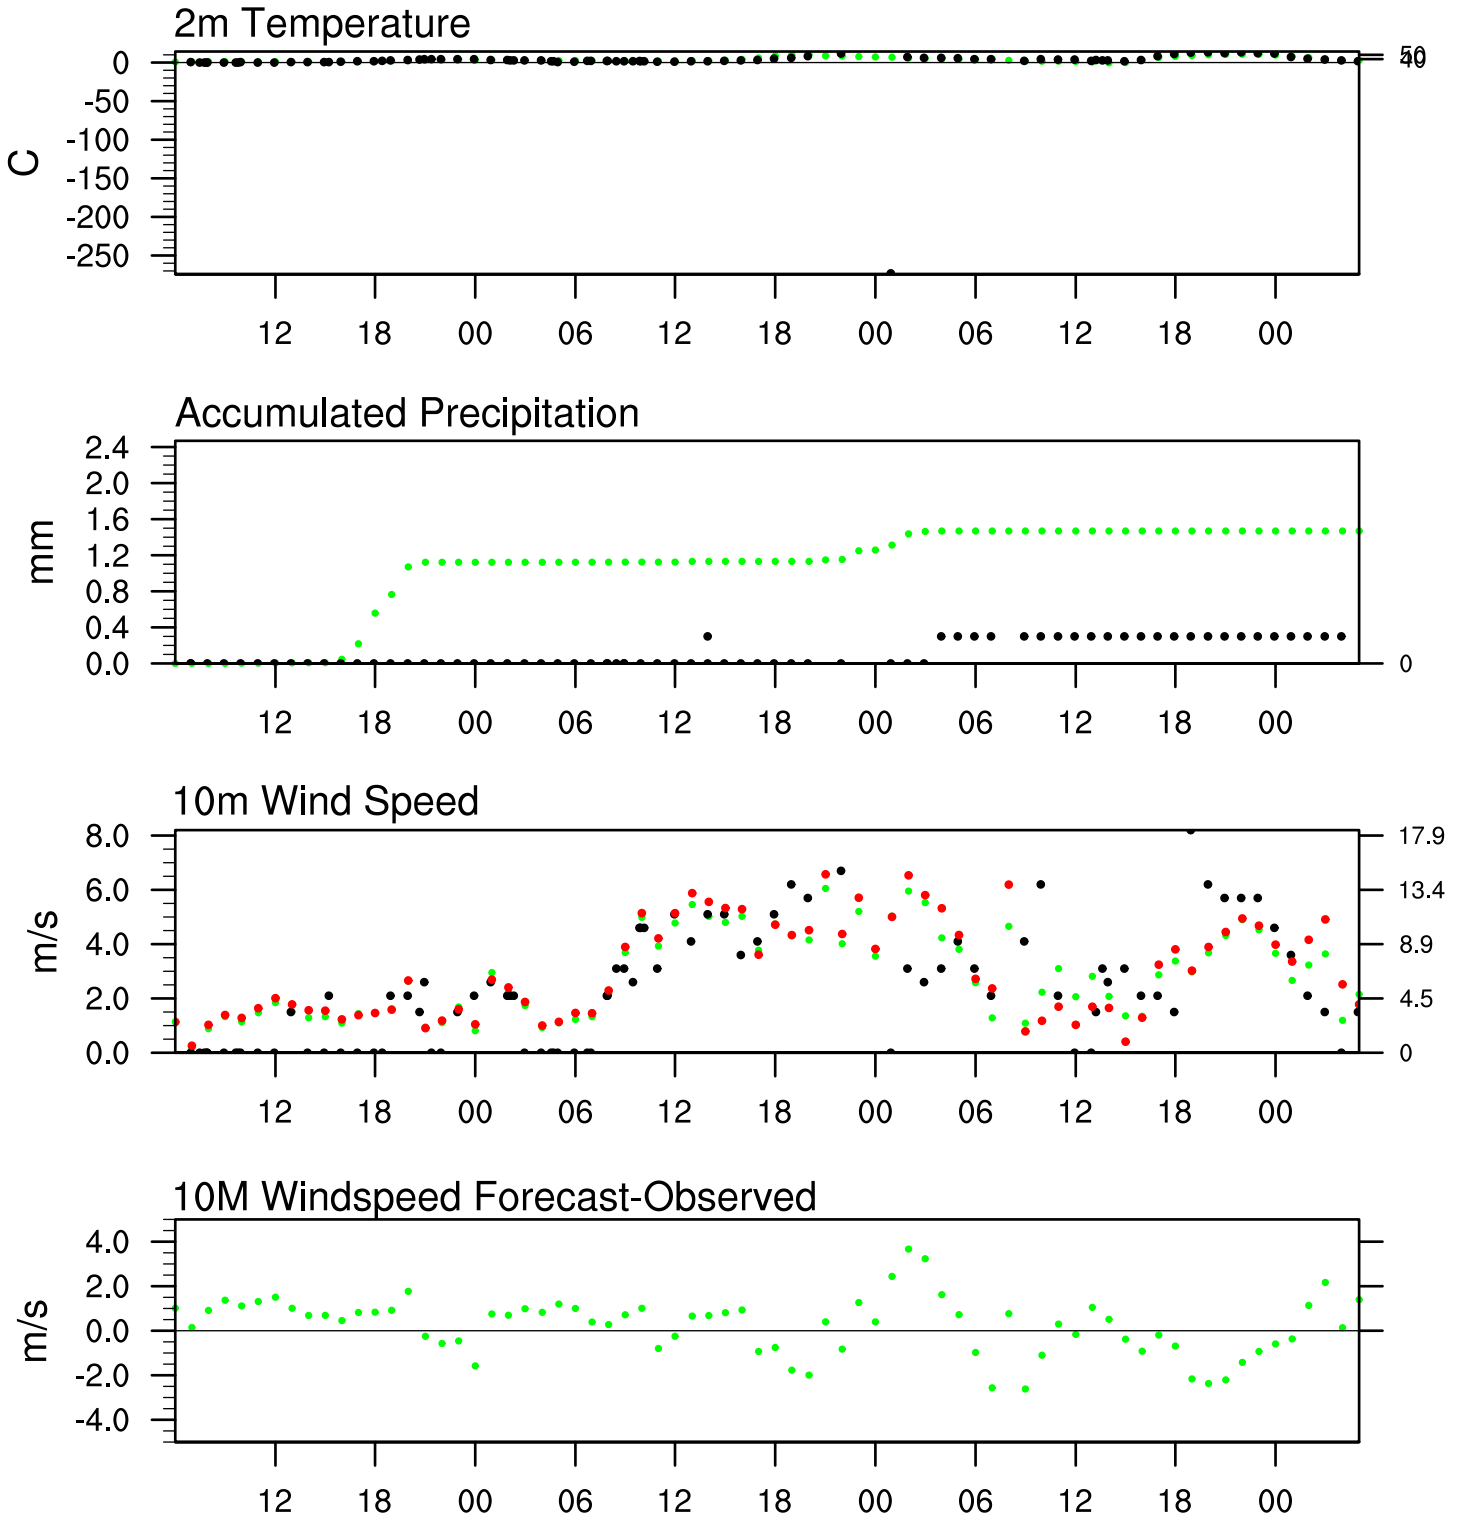 2m Temperature
0
-50
-100
-150
-200
-250
C
50
40
12 18 00 06 12 18 00 06 12 18 00
Accumulated Precipitation
2.4
2.0
1.6
1.2
0.8
0.4
0.0
mm
0
12 18 00 06 12 18 00 06 12 18 00
10m Wind Speed
8.0
6.0
4.0
2.0
0.0
m/s
17.9
13.4
8.9
4.5
0
12 18 00 06 12 18 00 06 12 18 00
10M Windspeed Forecast-Observed
4.0
2.0
0.0
-2.0
-4.0
m/s
12 18 00 06 12 18 00 06 12 18 00